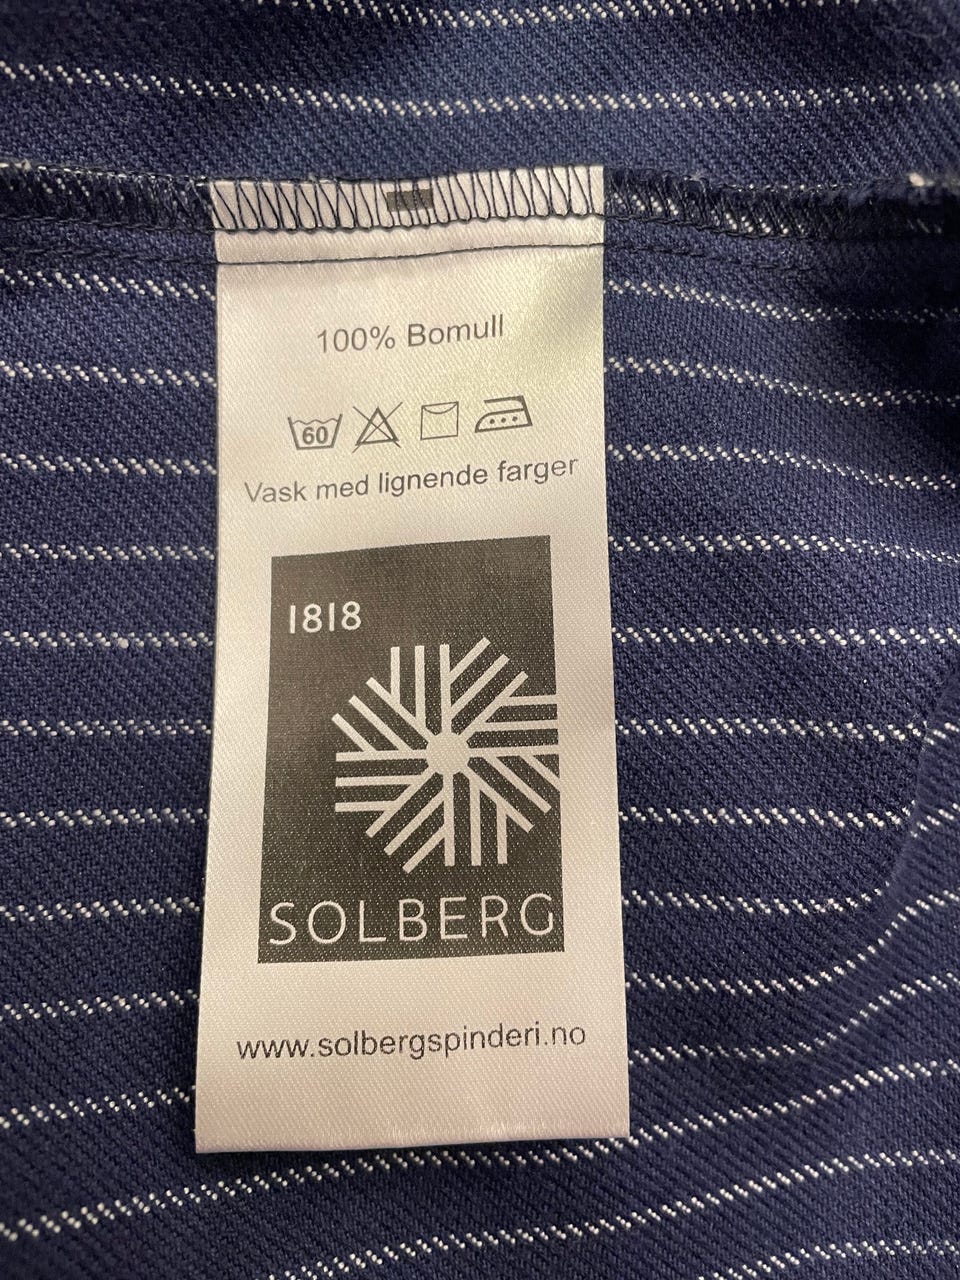 100% Bomull
60
Vask med lignende farger
1818
SOLBERG
www.solbergspinderi.no